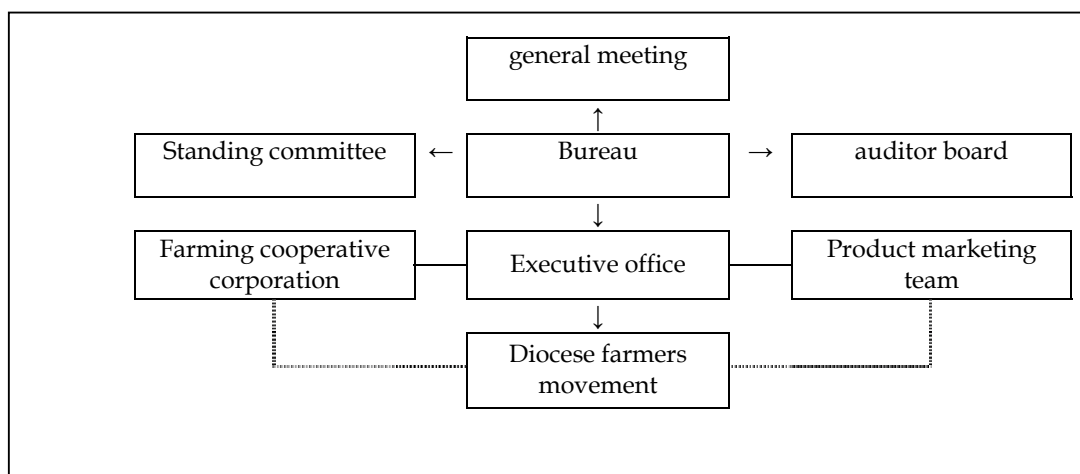 general meeting
Standing committee
←
Bureau
→
auditor board
↑
↓
Farming cooperative
corporation
Executive office
Product marketing
team
↓
Diocese farmers
movement